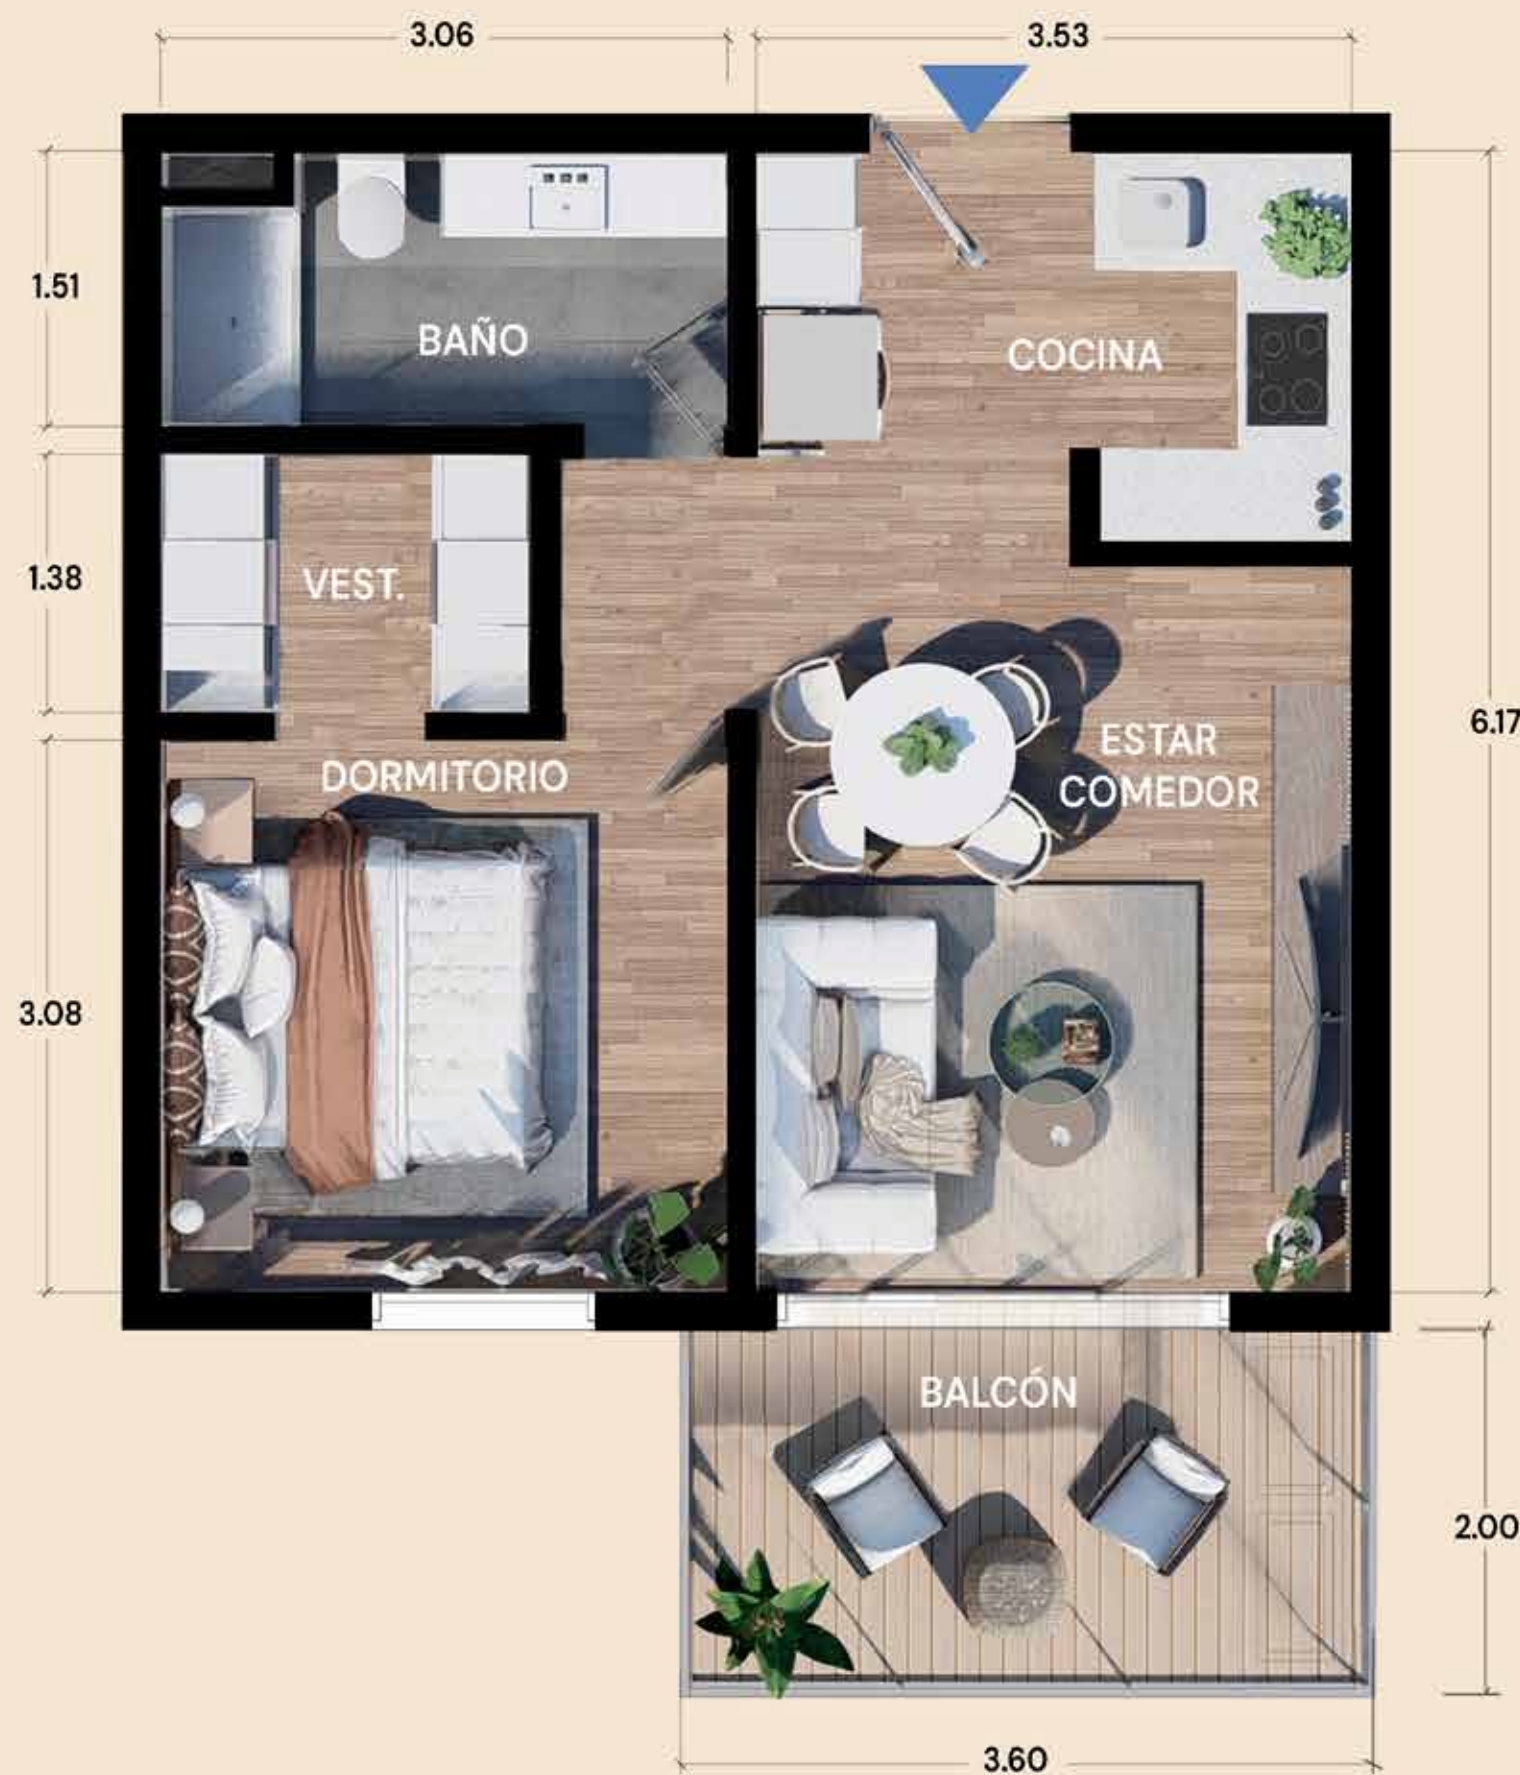 3.06
3.53
1.51
BAÑO
COCINA
1.38
VEST.
6.17
DORMITORIO
ESTAR
COMEDOR
3.08
BALCÓN
2.00
3.60